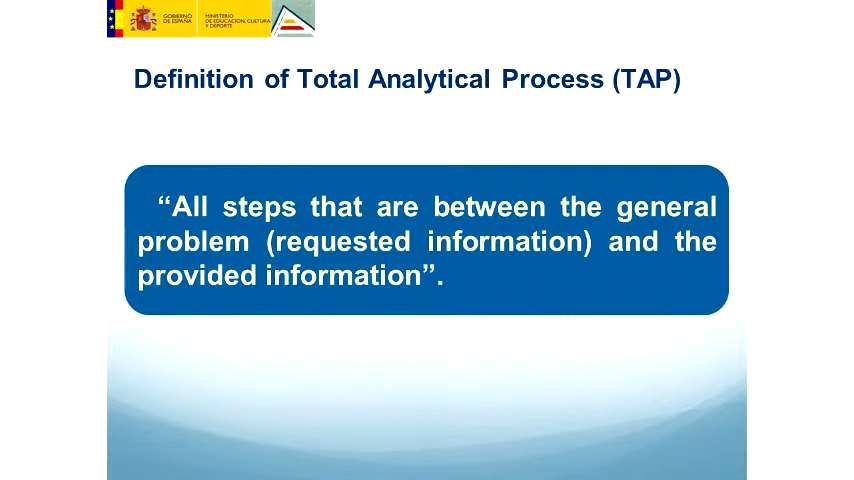 GOBIERNO
DE ESPAÑA
MINISTERIO
DE EDUCACIÓN, CULTURA
Y DEPORTE
Definition of Total Analytical Process (TAP)
“All steps that are between the general
problem (requested information) and the
provided information”.